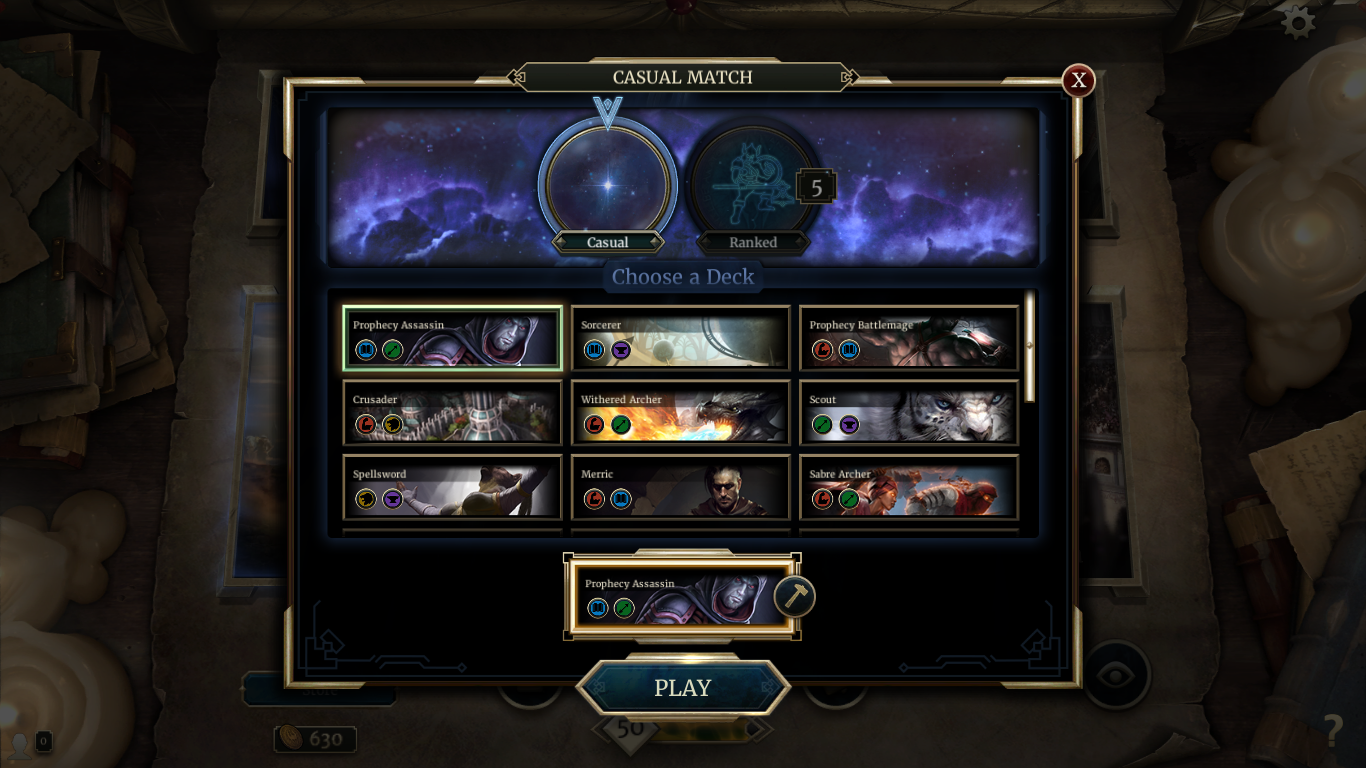 CASUAL MATCH
X
5
Casual
Ranked
Choose a Deck
Prophecy Assassin
Sorcerer
Prophecy Battlemage
Crusader
Withered Archer
Scout
Spellsword
Merric
Sabre Archer
Prophecy Assassin
PLAY
Store
50
630
0
?